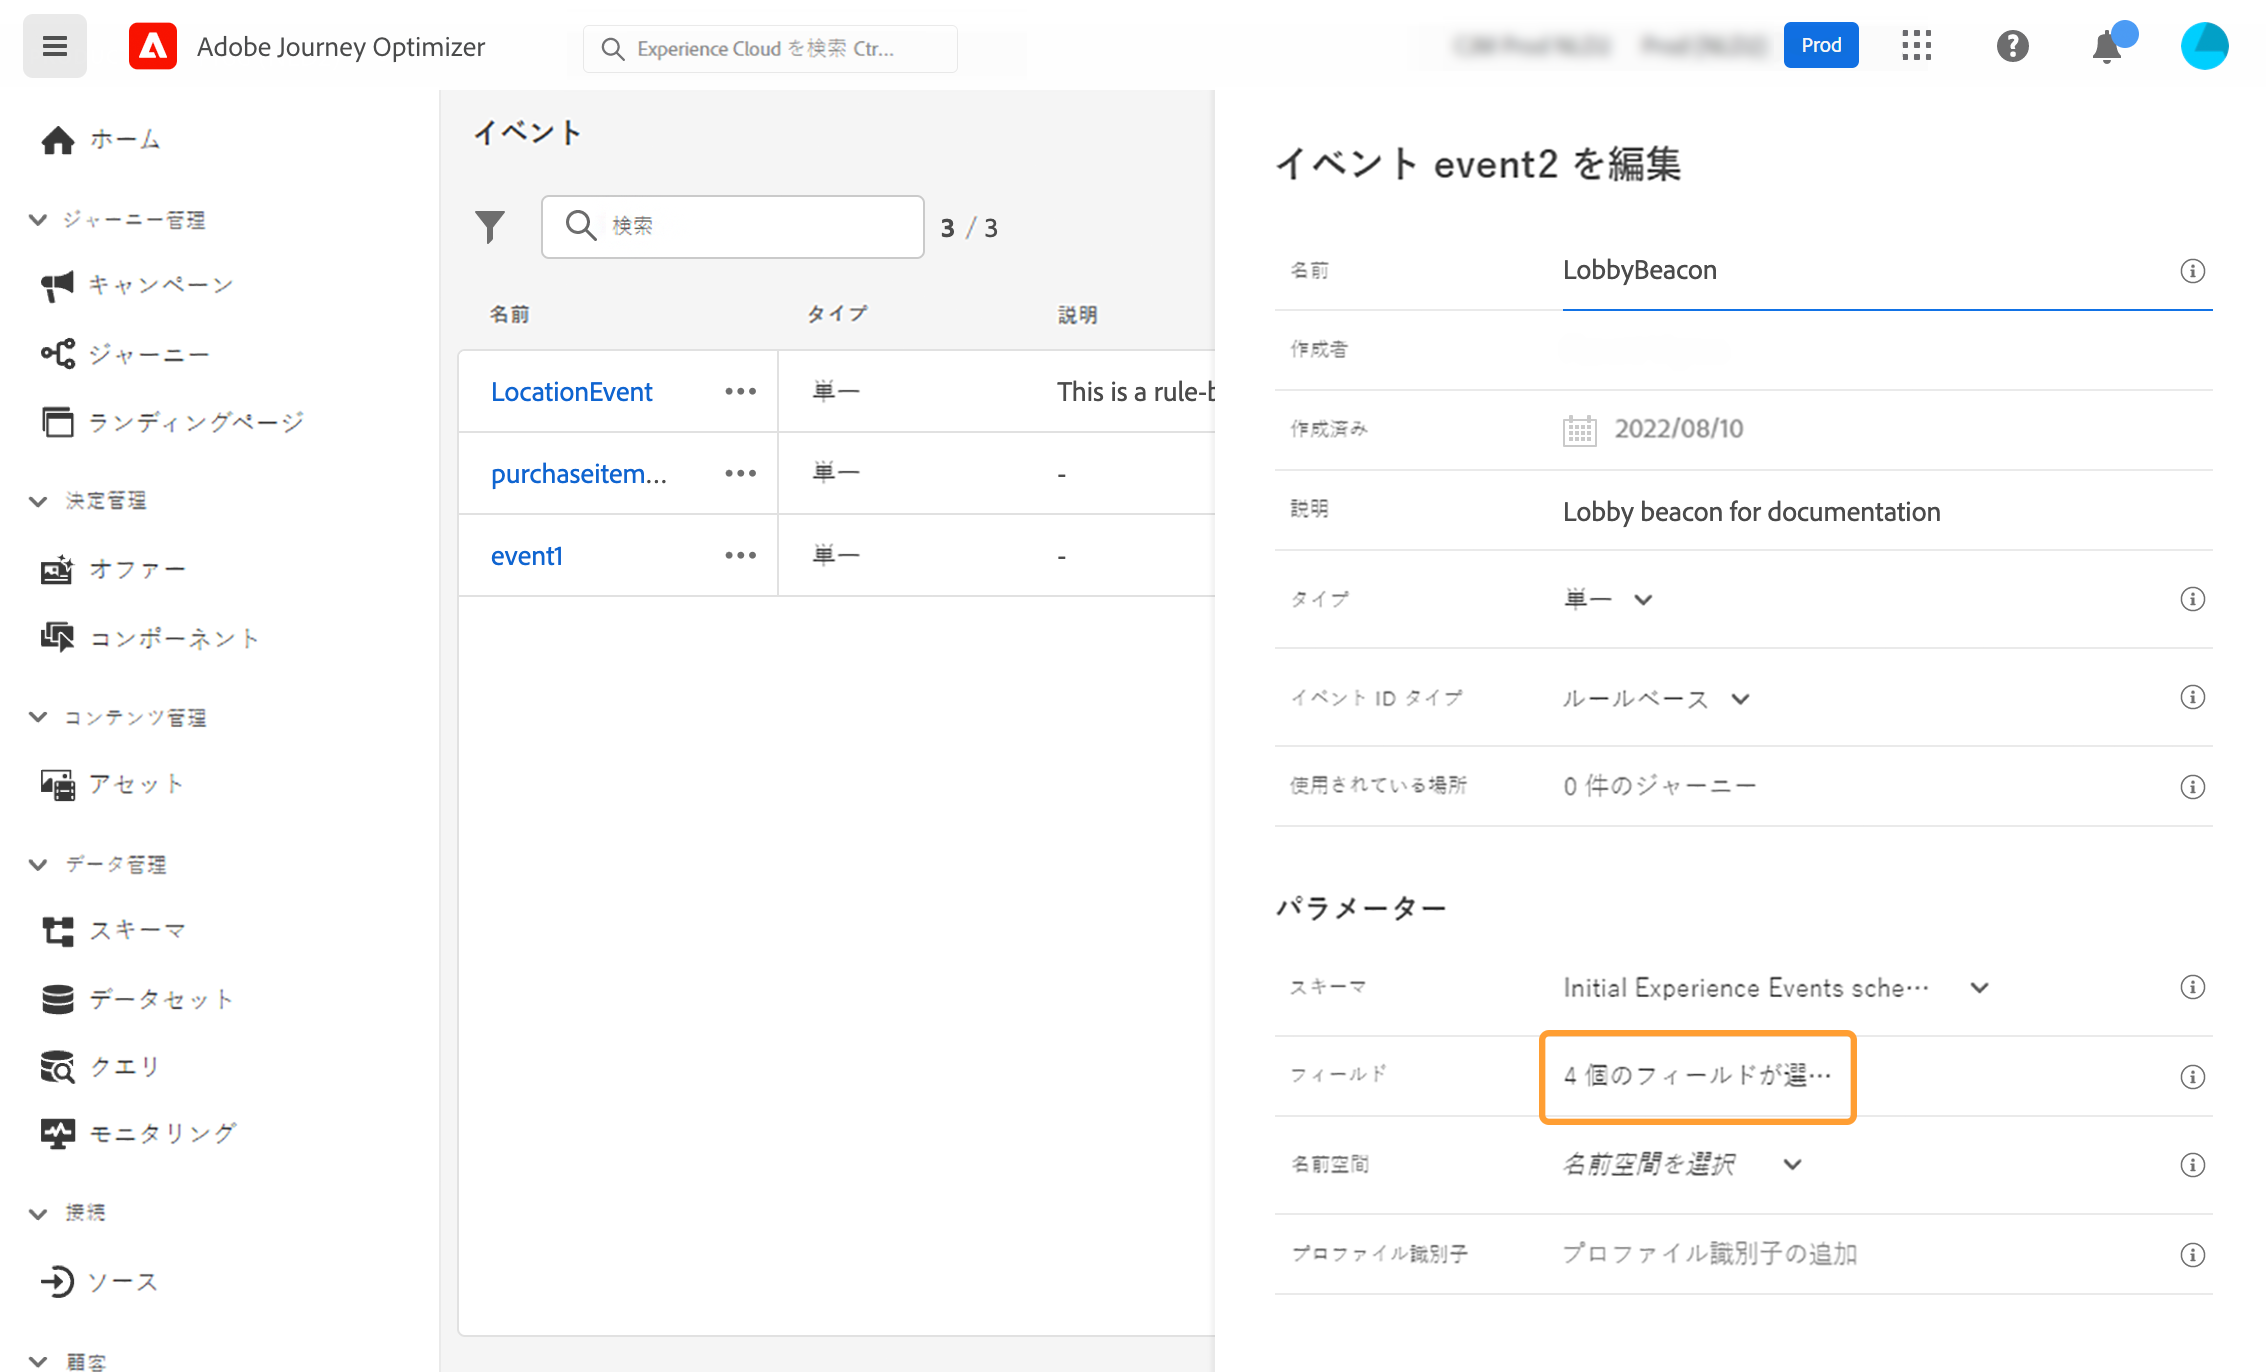 Adobe Journey Optimizer
Experience Cloud を検索 Ctr...
Prod
ホーム
ジャーニー管理
キャンペーン
ジャーニー
ランディングページ
決定管理
オファー
コンポーネント
コンテンツ管理
アセット
データ管理
スキーマ
データセット
クエリ
モニタリング
接続
ソース
顧客
イベント
検索
3 / 3
名前 タイプ 説明
LocationEvent 単一 This is a rule-b
purchaseitem... 単一 -
event1 単一 -
イベント event2 を編集
名前 LobbyBeacon
作成者
作成済み 2022/08/10
説明 Lobby beacon for documentation
タイプ 単一
イベント ID タイプ ルールベース
使用されている場所 0 件のジャーニー
パラメーター
スキーマ Initial Experience Events sche…
フィールド 4 個のフィールドが選…
名前空間 名前空間を選択
プロファイル識別子 プロファイル識別子の追加